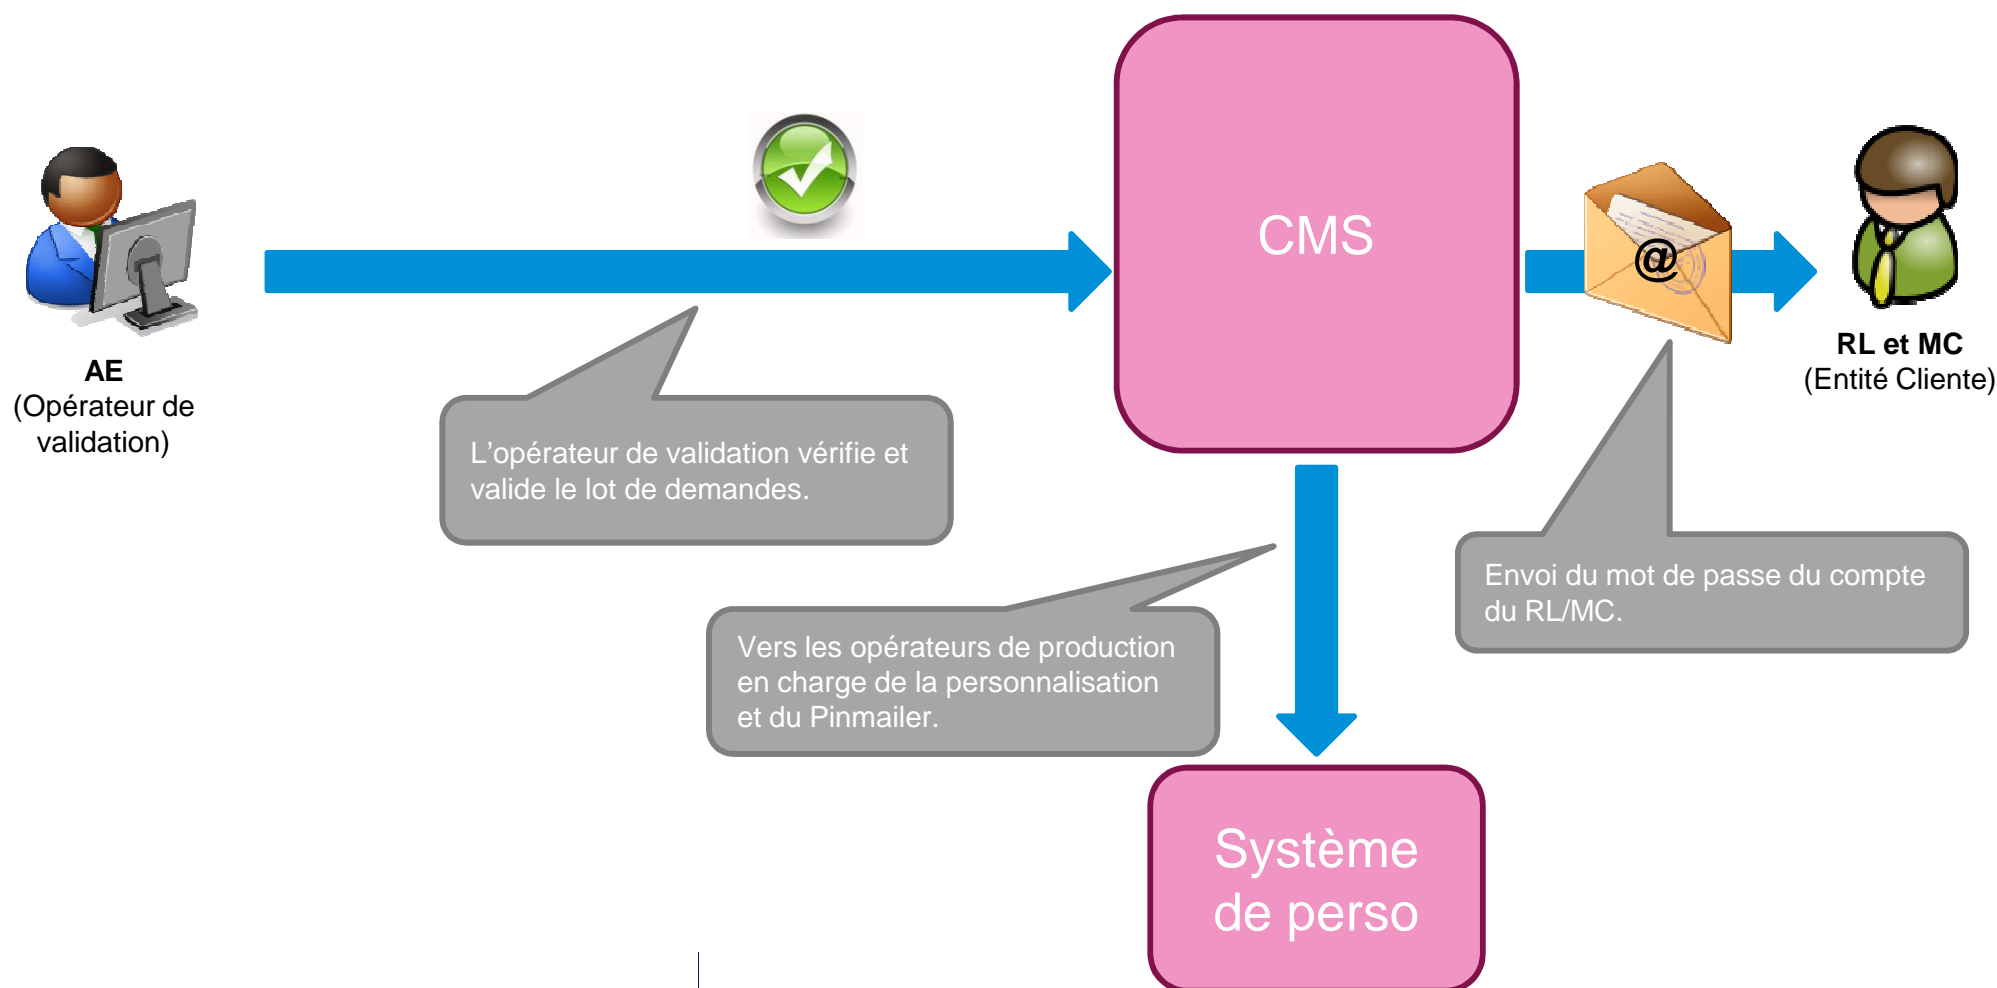 CMS
@
AE
(Opérateur de
validation)
RL et MC
(Entité Cliente)
L’opérateur de validation vérifie et
valide le lot de demandes.
Envoi du mot de passe du compte
du RL/MC.
Vers les opérateurs de production
en charge de la personnalisation
et du Pinmailer.
Système
de perso